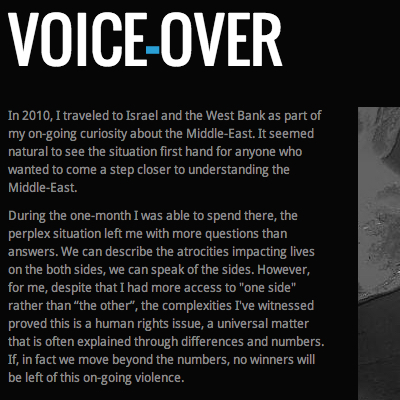 VOICE-OVER
In 2010, I traveled to Israel and the West Bank as part of
my on-going curiosity about the Middle-East. It seemed
natural to see the situation first hand for anyone who
wanted to come a step closer to understanding the
Middle-East.
During the one-month I was able to spend there, the
perplex situation left me with more questions than
answers. We can describe the atrocities impacting lives
on the both sides, we can speak of the sides. However,
for me, despite that I had more access to "one side"
rather than “the other”, the complexities I've witnessed
proved this is a human rights issue, a universal matter
that is often explained through differences and numbers.
If, in fact we move beyond the numbers, no winners will
be left of this on-going violence.